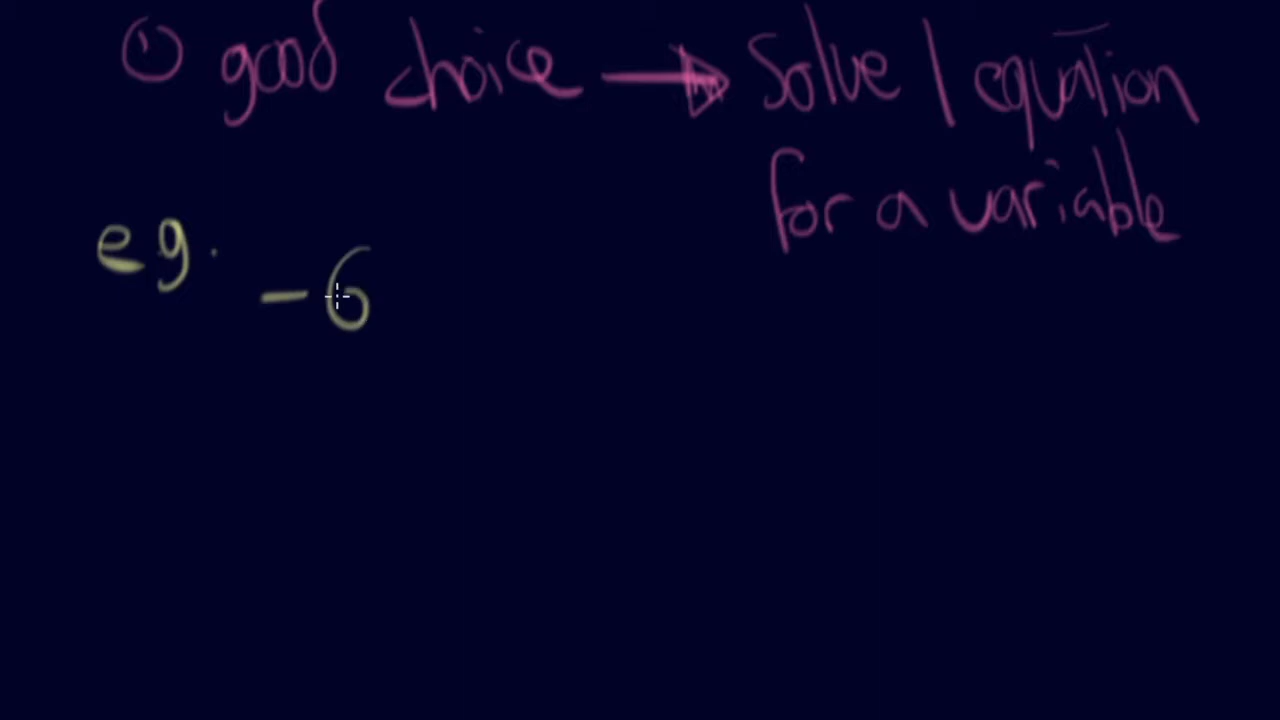 ① good choice → Solve 1 equation
for a variable
eg. -6